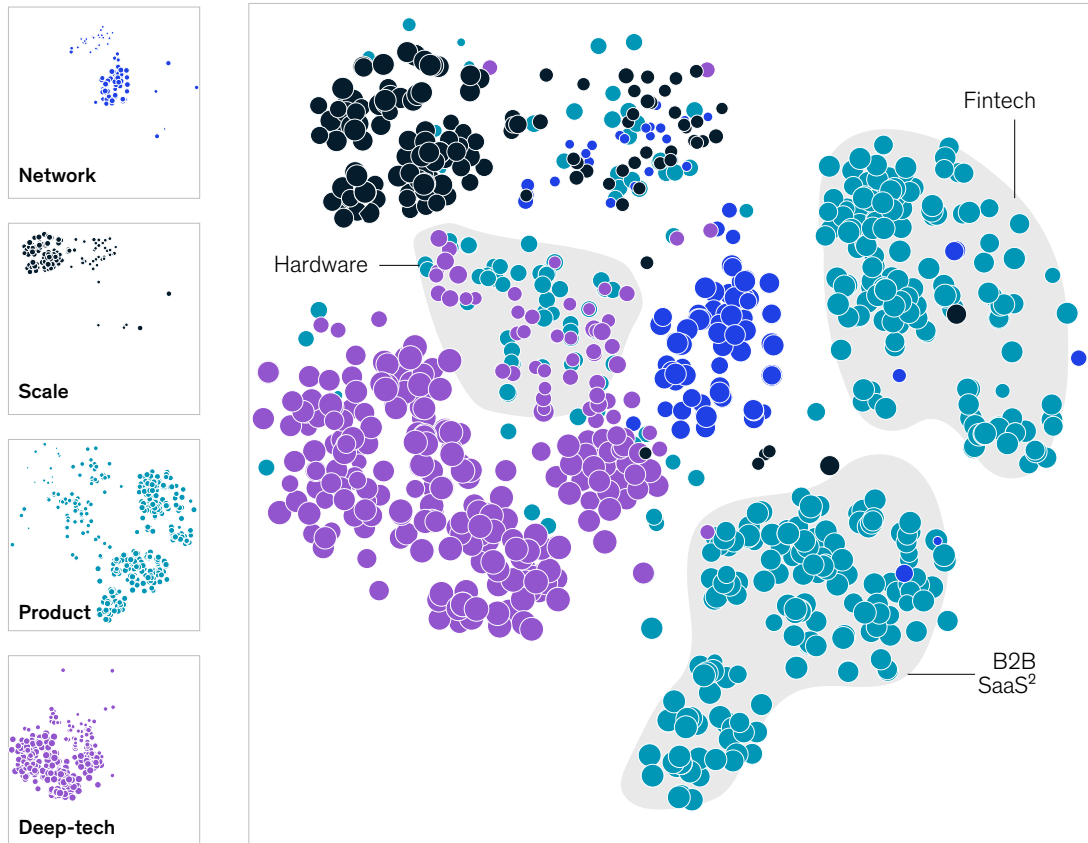 Network
Scale
Product
Deep-tech
Fintech
Hardware
B2B
SaaS²